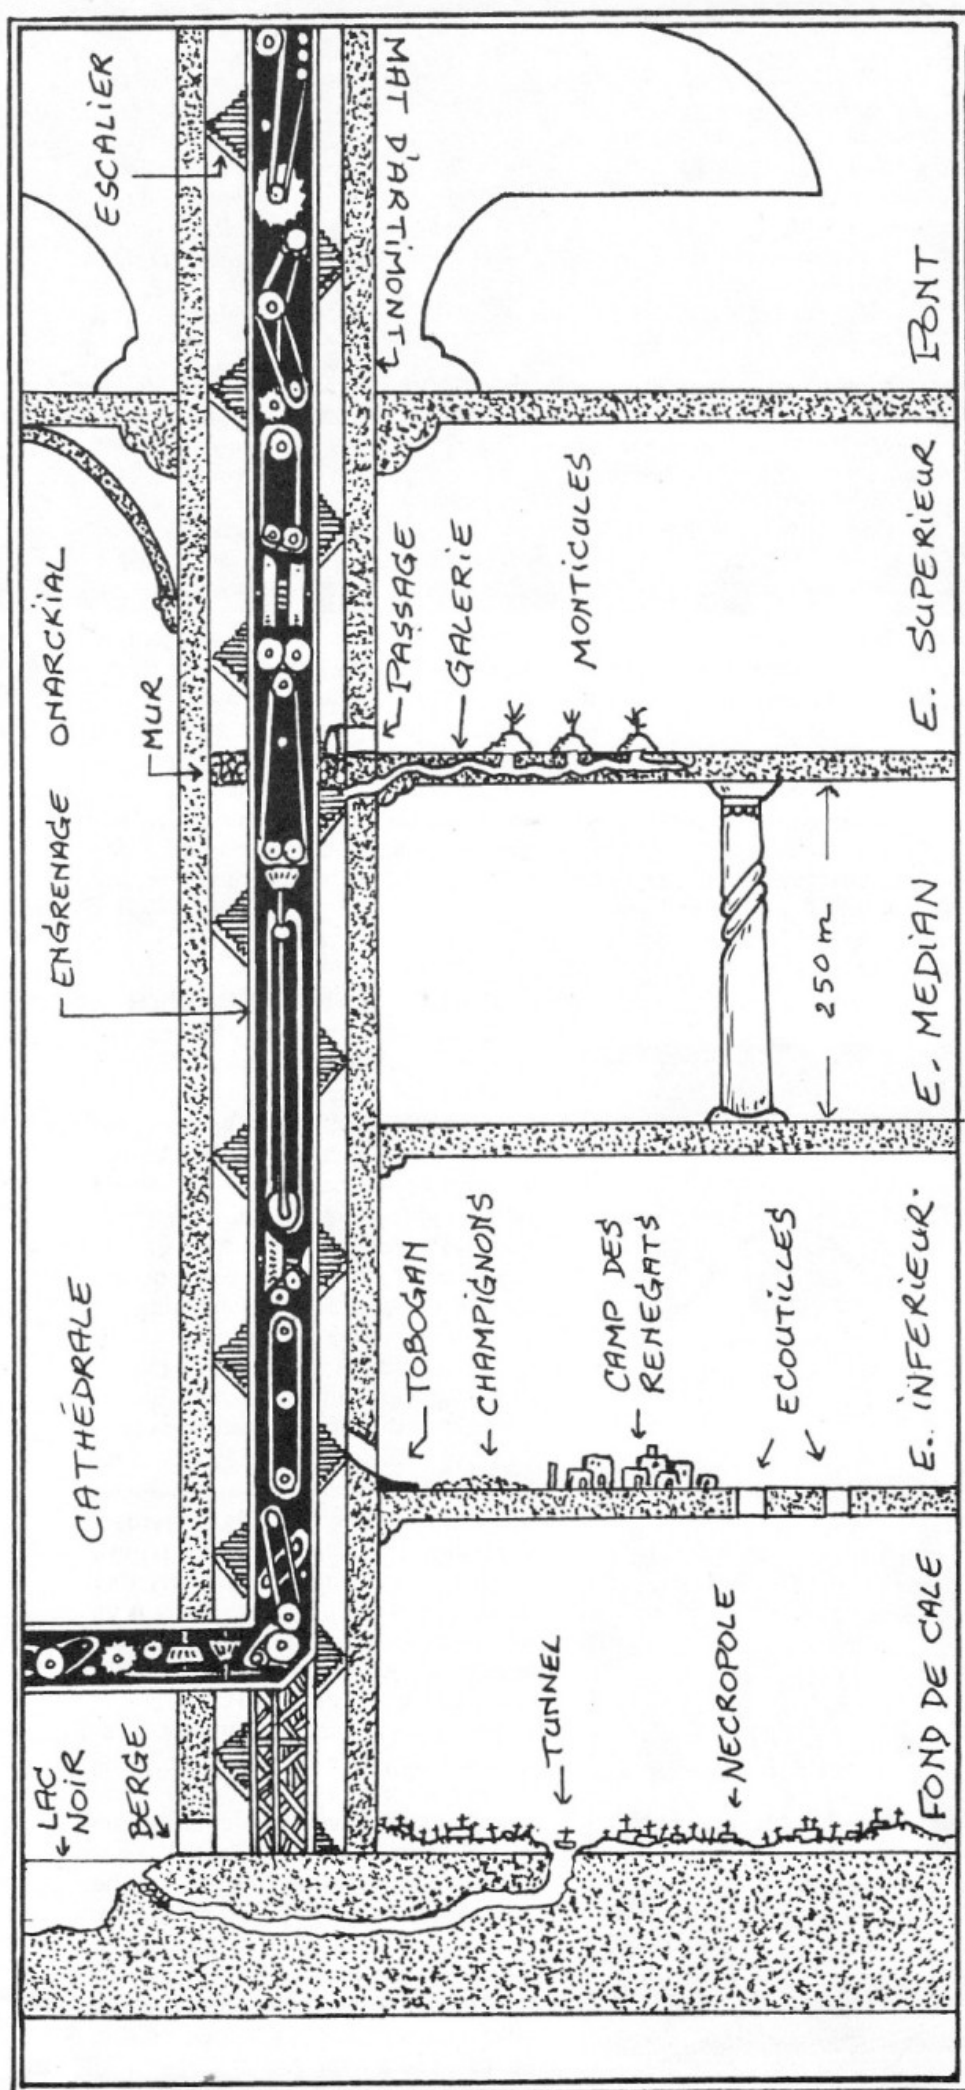 ESCALIER
MAT D'ARTIMONT
PONT
ENGRENAGE ONARCKIAL
MUR
PASSAGE
GALERIE
MONTICULES
E. SUPERIEUR
250 m
E. MEDIAN
CATHÉDRALE
TOBOGAN
CHAMPIGNONS
CAMP DES
RENEGATS
ECOUTILLES
E.. INFERIEUR.
LAC
NOIR
BERGE
TUNNEL
NECROPOLE
FOND DE CALE